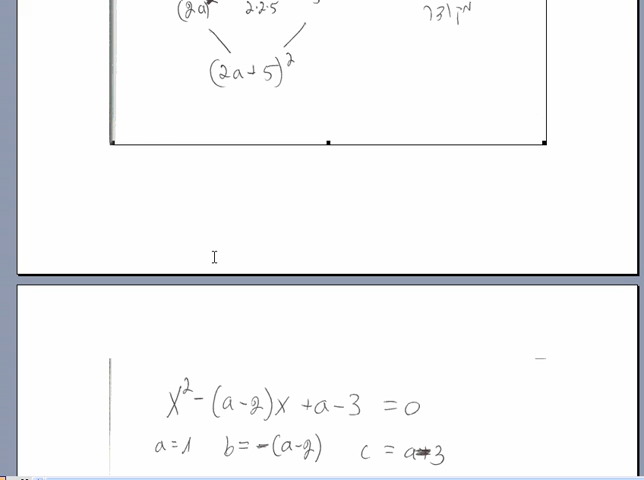 (2a)² 2·2·5
(2a+5)²
x² - (a-2)x + a - 3 = 0
a=1 b= -(a-2) c = a-3